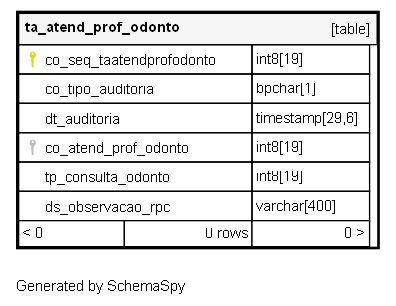 ta_atend_prof_odonto [table]
co_seq_taatendprofodonto int8[19]
co_tipo_auditoria bpchar[1]
dt_auditoria timestamp[29,6]
co_atend_prof_odonto int8[19]
tp_consulta_odonto int8[19]
ds_observacao_rpc varchar[400]
< 0 0 rows 0 >
Generated by SchemaSpy